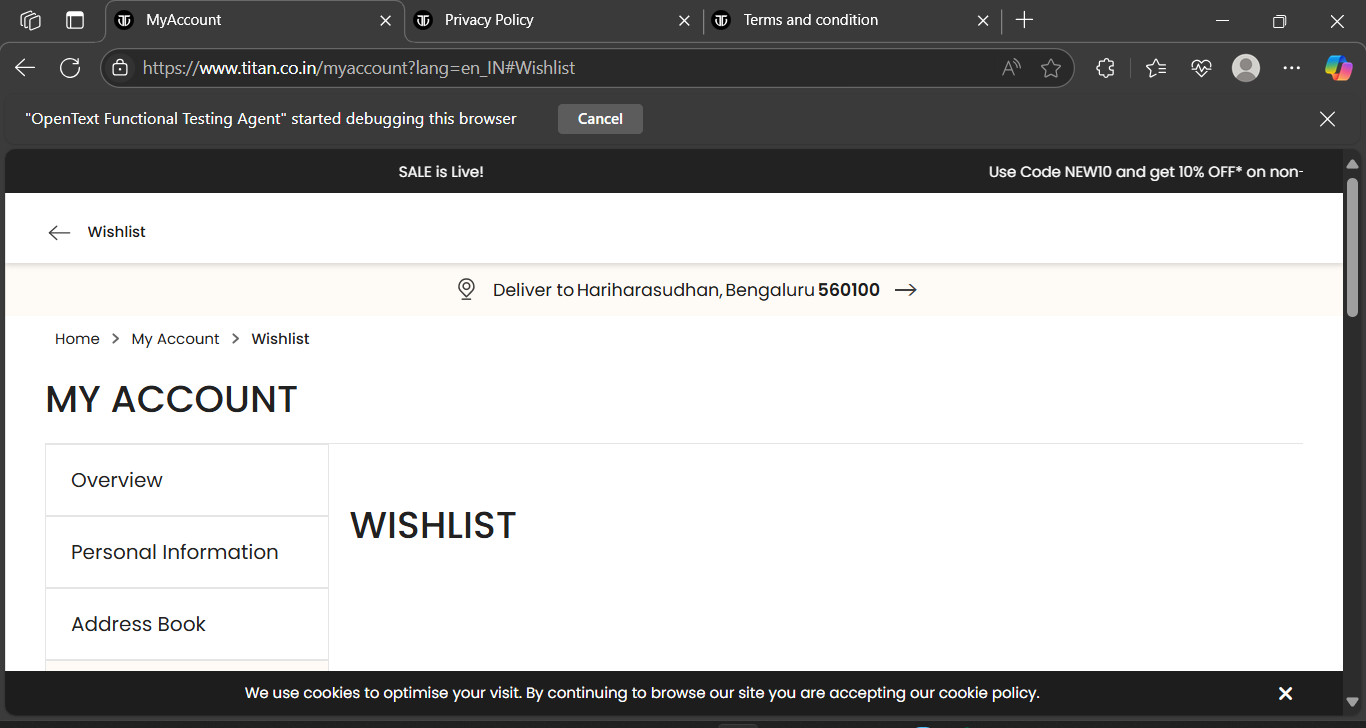 MyAccount
Privacy Policy
Terms and condition
https://www.titan.co.in/myaccount?lang=en_IN#Wishlist
"OpenText Functional Testing Agent" started debugging this browser
Cancel
SALE is Live!
Use Code NEW10 and get 10% OFF* on non-
Wishlist
Deliver to Hariharasudhan, Bengaluru 560100
Home > My Account > Wishlist
MY ACCOUNT
Overview
WISHLIST
Personal Information
Address Book
We use cookies to optimise your visit. By continuing to browse our site you are accepting our cookie policy.